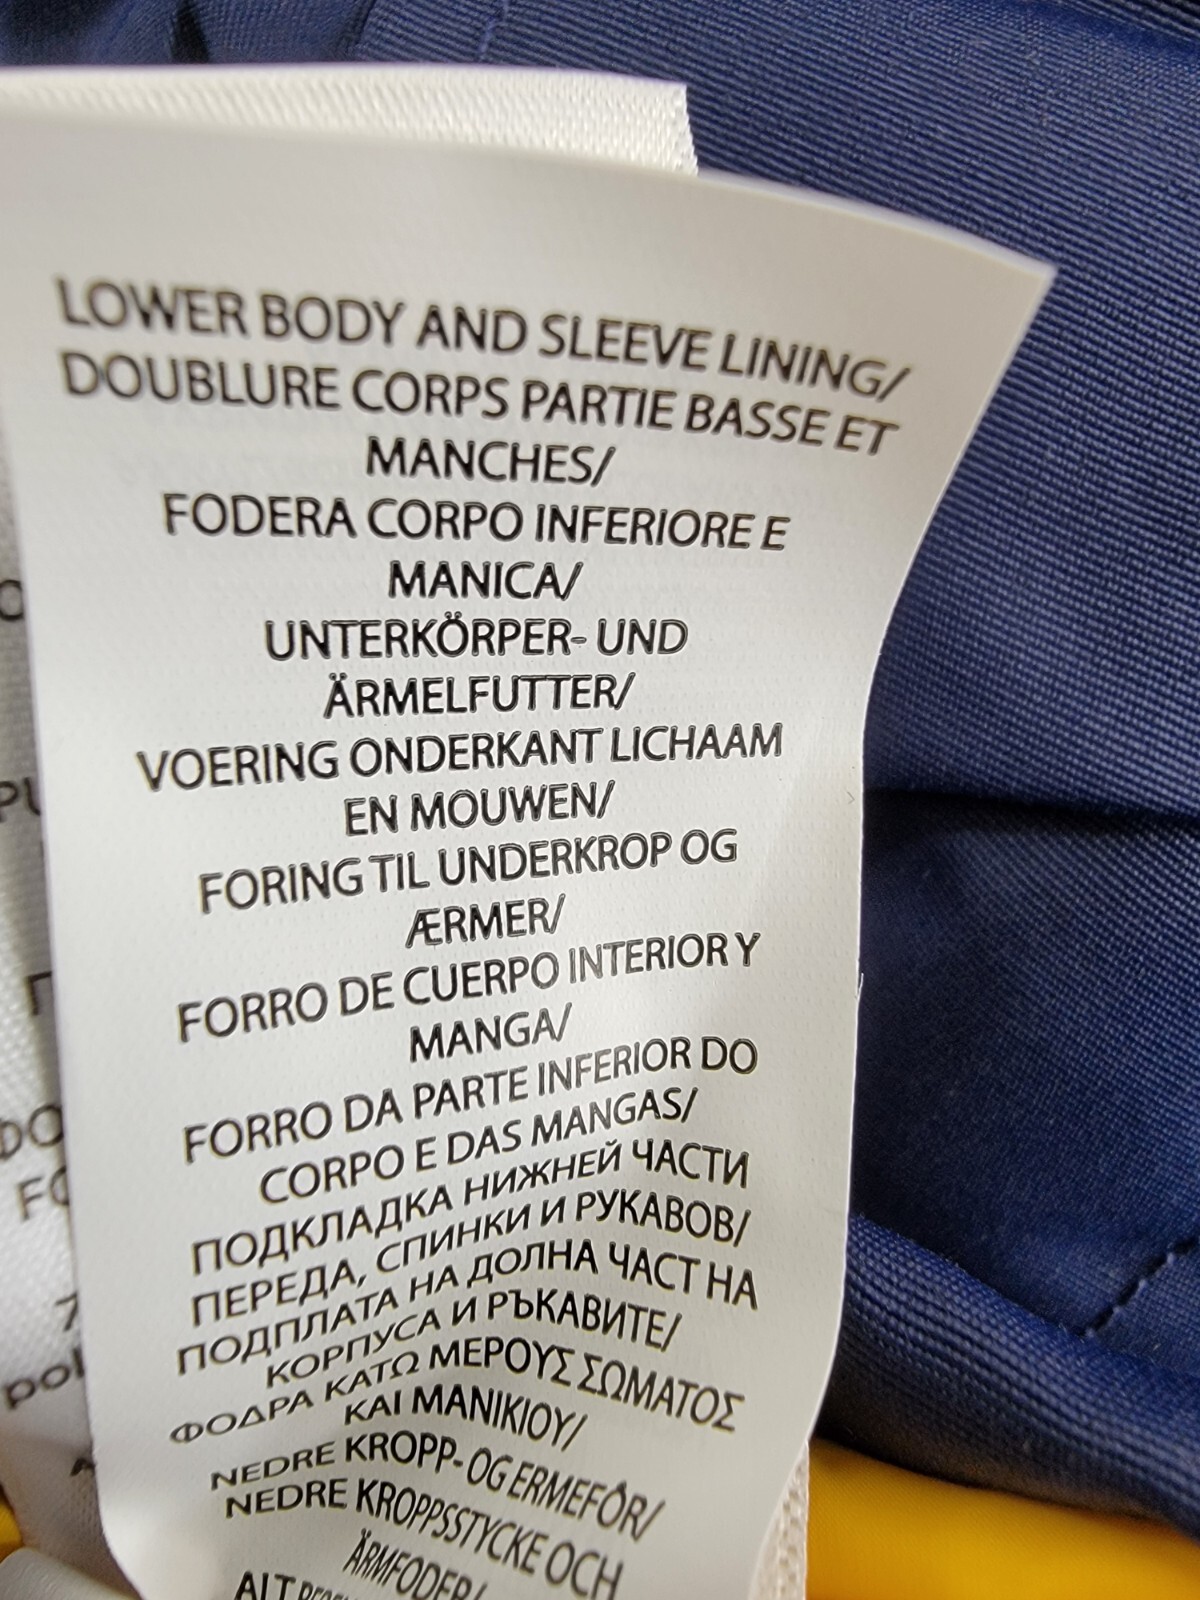 LOWER BODY AND SLEEVE LINING/
DOUBLURE CORPS PARTIE BASSE ET
MANCHES/
FODERA CORPO INFERIORE E
MANICA/
UNTERKÖRPER- UND
ÄRMELFUTTER/
VOERING ONDERKANT LICHAAM
EN MOUWEN/
FORING TIL UNDERKROP OG
ÆRMER/
FORRO DE CUERPO INTERIOR Y
MANGA/
FORRO DA PARTE INFERIOR DO
CORPO E DAS MANGAS/
ПОДКЛАДКА НИЖНЕЙ ЧАСТИ
ПЕРЕДА, СПИНКИ И РУКАВОВ/
ПОДПЛАТА НА ДОЛНА ЧАСТ НА
КОРПУСА И РЪКАВИТЕ/
ΦΟΔΡΑ ΚΑΤΩ ΜΕΡΟΥΣ ΣΩΜΑΤΟΣ
ΚΑΙ ΜΑΝΙΚΙΟΥ/
NEDRE KROPP- OG ERMEFÔR/
NEDRE KROPPSSTYCKE OCH
ÄRMFODER/
ALT